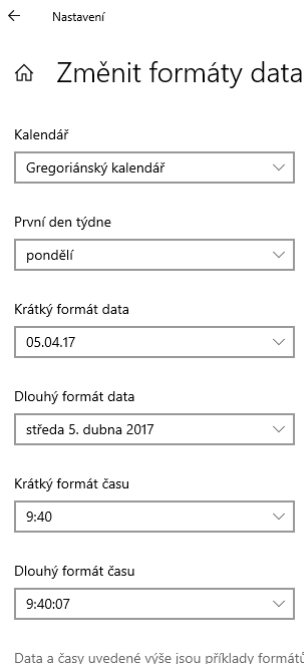 Nastavení
Změnit formáty data
Kalendář
Gregoriánský kalendář
První den týdne
pondělí
Krátký formát data
05.04.17
Dlouhý formát data
středa 5. dubna 2017
Krátký formát času
9:40
Dlouhý formát času
9:40:07
Data a časy uvedené výše jsou příklady formátů